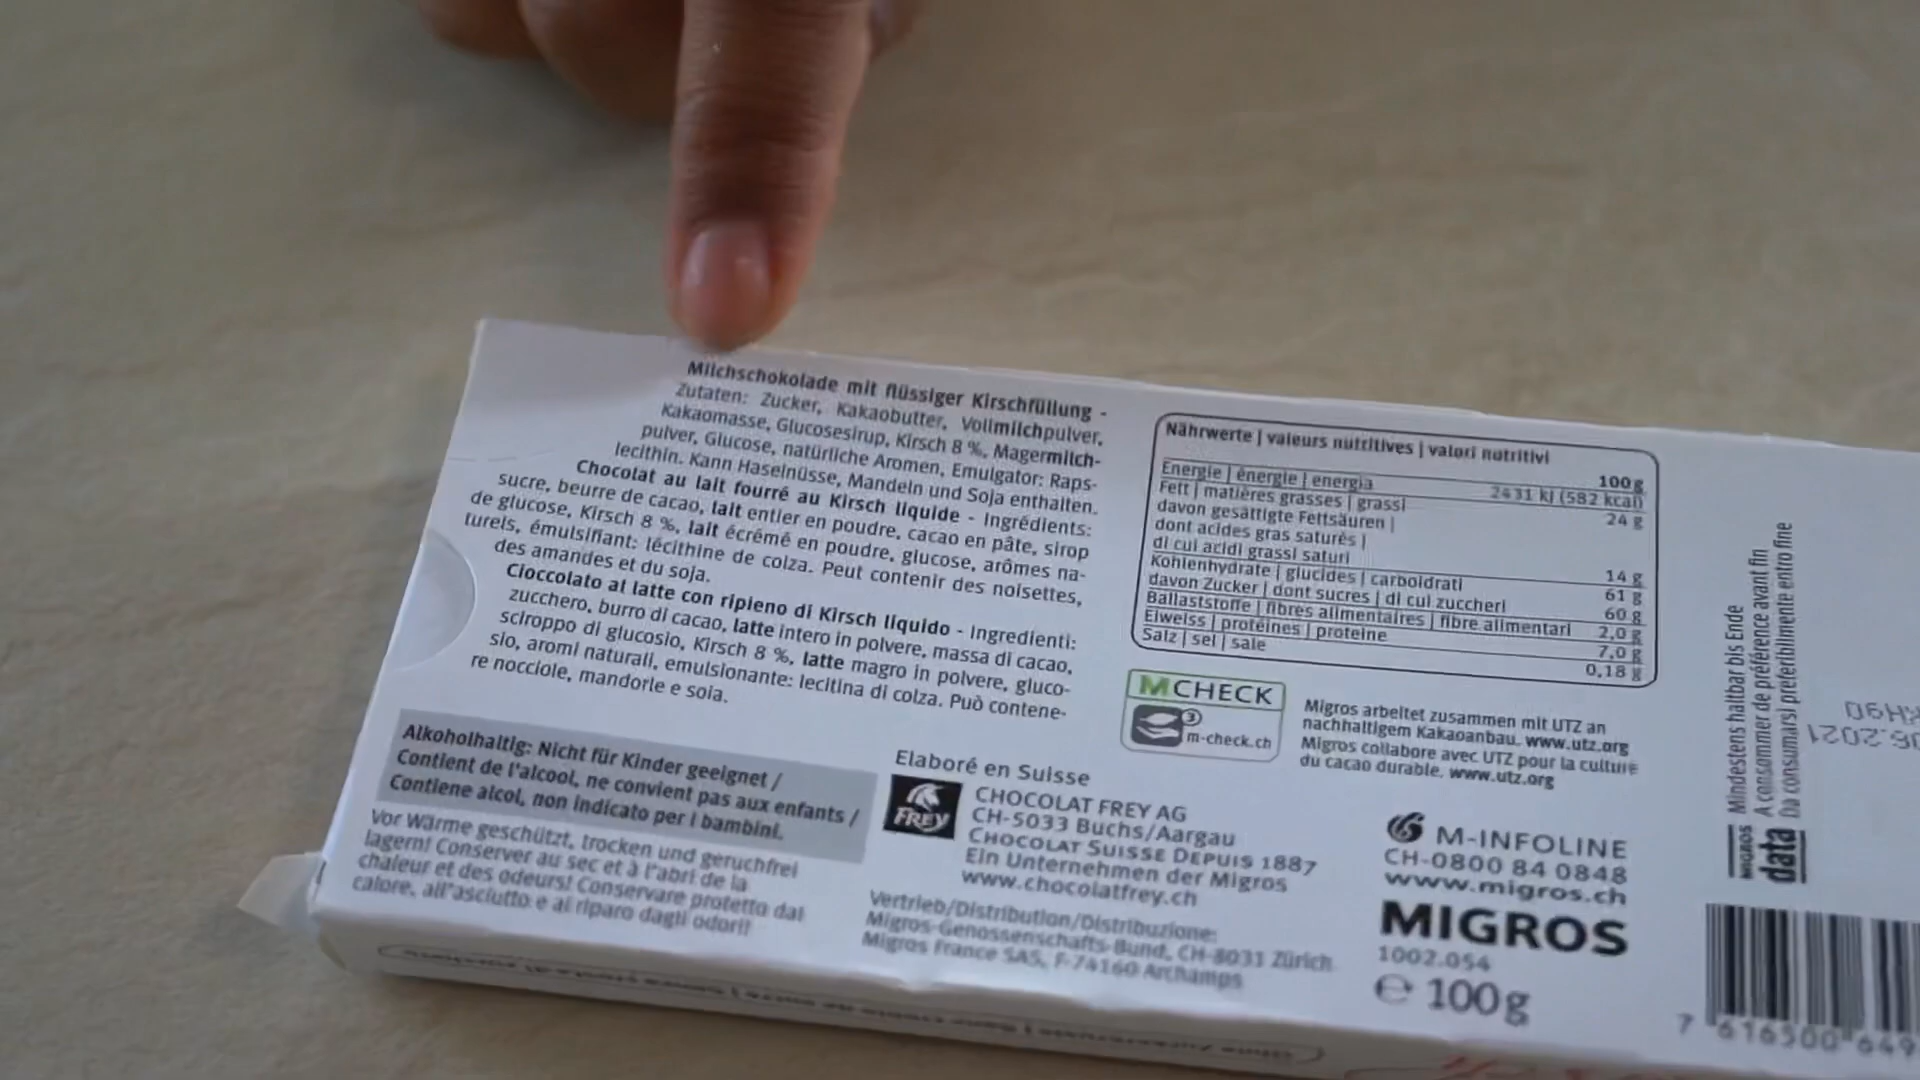 Milchschokolade mit flüssiger Kirschfüllung -
Zutaten: Zucker, Kakaobutter, Vollmilchpulver,
Kakaomasse, Glucosesirup, Kirsch 8 %, Magermilch-
pulver, Glucose, natürliche Aromen, Emulgator: Raps-
lecithin. Kann Haselnüsse, Mandeln und Soja enthalten.
Chocolat au lait fourré au Kirsch liquide - Ingrédients:
sucre, beurre de cacao, lait entier en poudre, cacao en pâte, sirop
de glucose, Kirsch 8 %, lait écrémé en poudre, glucose, arômes na-
turels, émulsifiant: lécithine de colza. Peut contenir des noisettes,
des amandes et du soja.
Cioccolato al latte con ripieno di Kirsch liquido - Ingredienti:
zucchero, burro di cacao, latte intero in polvere, massa di cacao,
sciroppo di glucosio, Kirsch 8 %, latte magro in polvere, gluco-
sio, aromi naturali, emulsionante: lecitina di colza. Può contene-
re nocciole, mandorle e soia.
Alkoholhaltig: Nicht für Kinder geeignet /
Contient de l'alcool, ne convient pas aux enfants /
Contiene alcol, non indicato per i bambini.
Vor Wärme geschützt, trocken und geruchfrei
lagern! Conserver au sec et à l'abri de la
chaleur et des odeurs! Conservare protetto dal
calore, all'asciutto e al riparo dagli odori!
Nährwerte | valeurs nutritives | valori nutritivi
100 g
Energie | énergie | energia 2431 kJ (582 kcal)
Fett | matières grasses | grassi 24 g
davon gesättigte Fettsäuren |
dont acides gras saturés |
di cui acidi grassi saturi 14 g
Kohlenhydrate | glucides | carboidrati 61 g
davon Zucker | dont sucres | di cui zuccheri 60 g
Ballaststoffe | fibres alimentaires | fibre alimentari 2,0 g
Eiweiss | protéines | proteine 7,0 g
Salz | sel | sale 0,18 g
MCHECK
3
m-check.ch
Migros arbeitet zusammen mit UTZ an
nachhaltigem Kakaoanbau. www.utz.org
Migros collabore avec UTZ pour la culture
du cacao durable. www.utz.org
Elaboré en Suisse
FREY
CHOCOLAT FREY AG
CH-5033 Buchs/Aargau
CHOCOLAT SUISSE DEPUIS 1887
Ein Unternehmen der Migros
www.chocolatfrey.ch
Vertrieb/Distribution/Distribuzione:
Migros-Genossenschafts-Bund, CH-8031 Zürich
Migros France SAS, F-74160 Archamps
M-INFOLINE
CH-0800 84 0848
www.migros.ch
MIGROS
1002.054
e 100g
MIGROS
data
Mindestens haltbar bis Ende
A consommer de préférence avant fin
Da consumarsi preferibilmente entro fine
7 616500 649